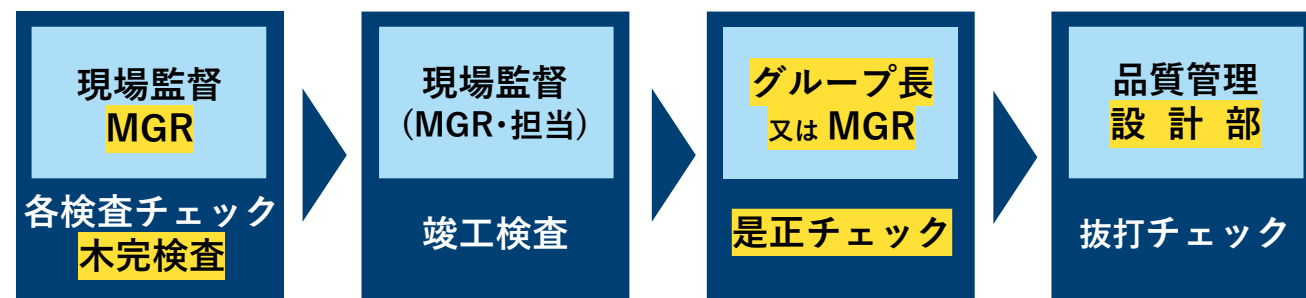 現場監督
MGR
各検査チェック
木完検査
現場監督
(MGR・担当)
竣工検査
グループ長
又は MGR
是正チェック
品質管理
設 計 部
抜打チェック